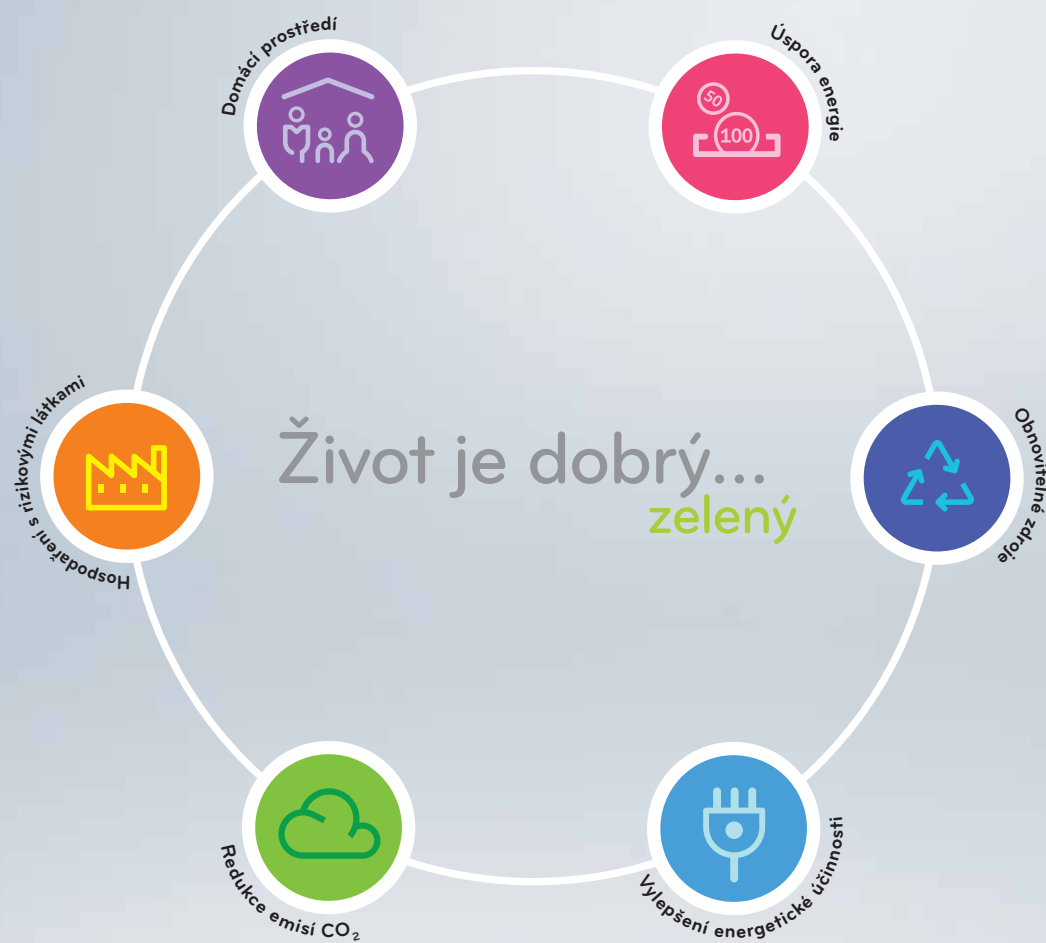 Domácí prostředí
Úspora energie
50
100
Hospodaření s rizikovými látkami
Život je dobrý...
zelený
Obnovitelné zdroje
Redukce emisí CO₂
Vylepšení energetické účinnosti